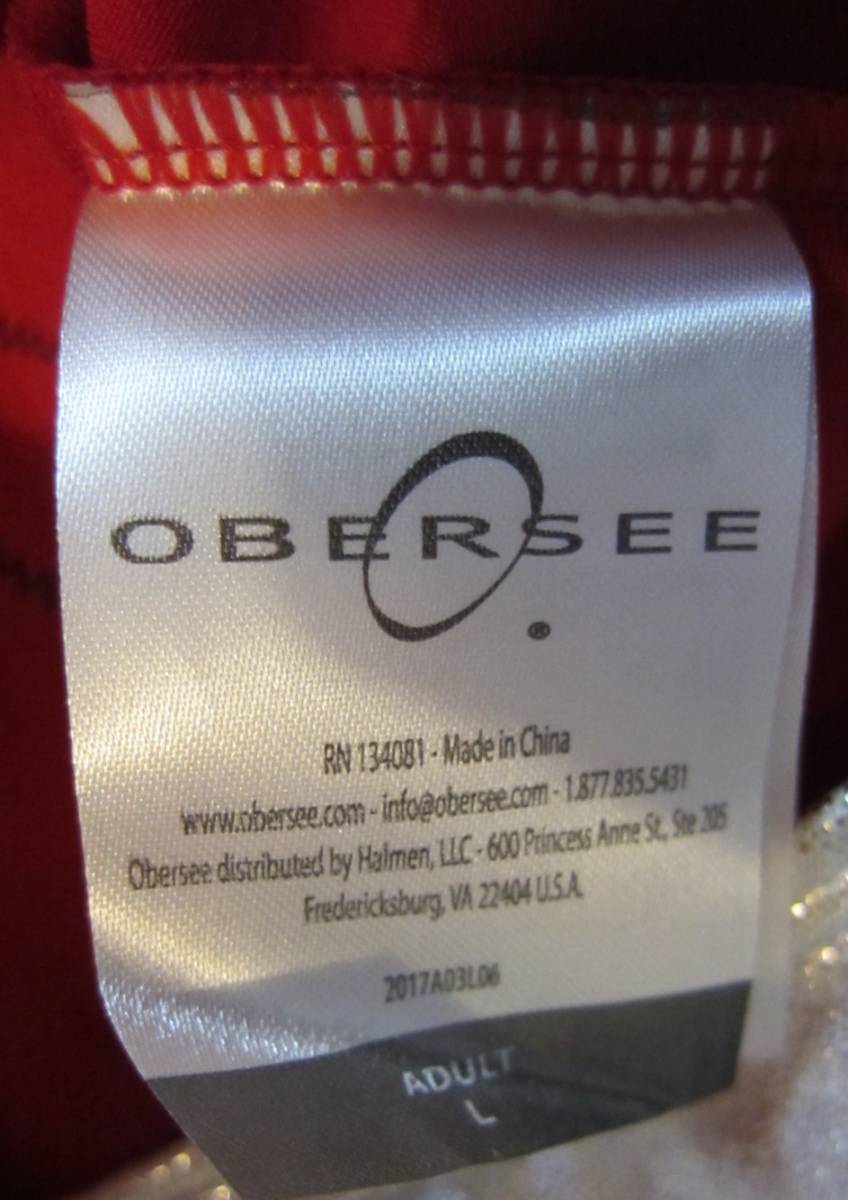 OBERSEE
®
RN 134081 - Made in China
www.obersee.com - info@obersee.com - 1.877.835.5431
Obersee distributed by Halmen, LLC - 600 Princess Anne St., Ste 205
Fredericksburg, VA 22404 U.S.A.
2017A03L06
ADULT
L